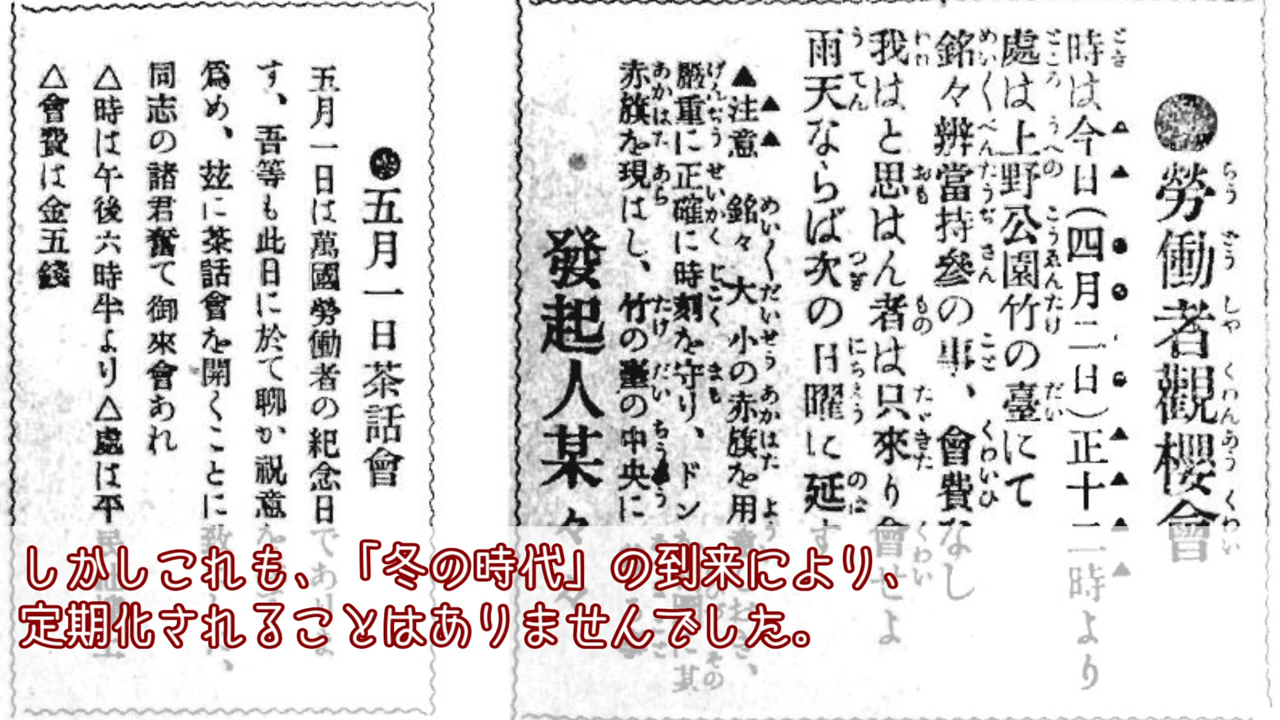 ●勞働者觀櫻會
時は今日(四月二日)正十二時より
處は上野公園竹の臺にて
銘々辨當持參の事、會費なし
我はと思はん者は只來り會せよ
雨天ならば次の日曜に延す
▲注意 銘々大、小の赤旗を用
嚴重に正確に時刻を守り、ドン
赤旗を現はし、竹の臺の中央に
發起人某々
●五月一日茶話會
五月一日は萬國勞働者の紀念日であり
す、吾等も此日に於て聊か祝意を
爲め、玆に茶話會を開くことに致し
同志の諸君奮て御來會あれ
△時は午後六時半より△處は平
△會費は金五錢
しかしこれも、「冬の時代」の到来により、
定期化されることはありませんでした。